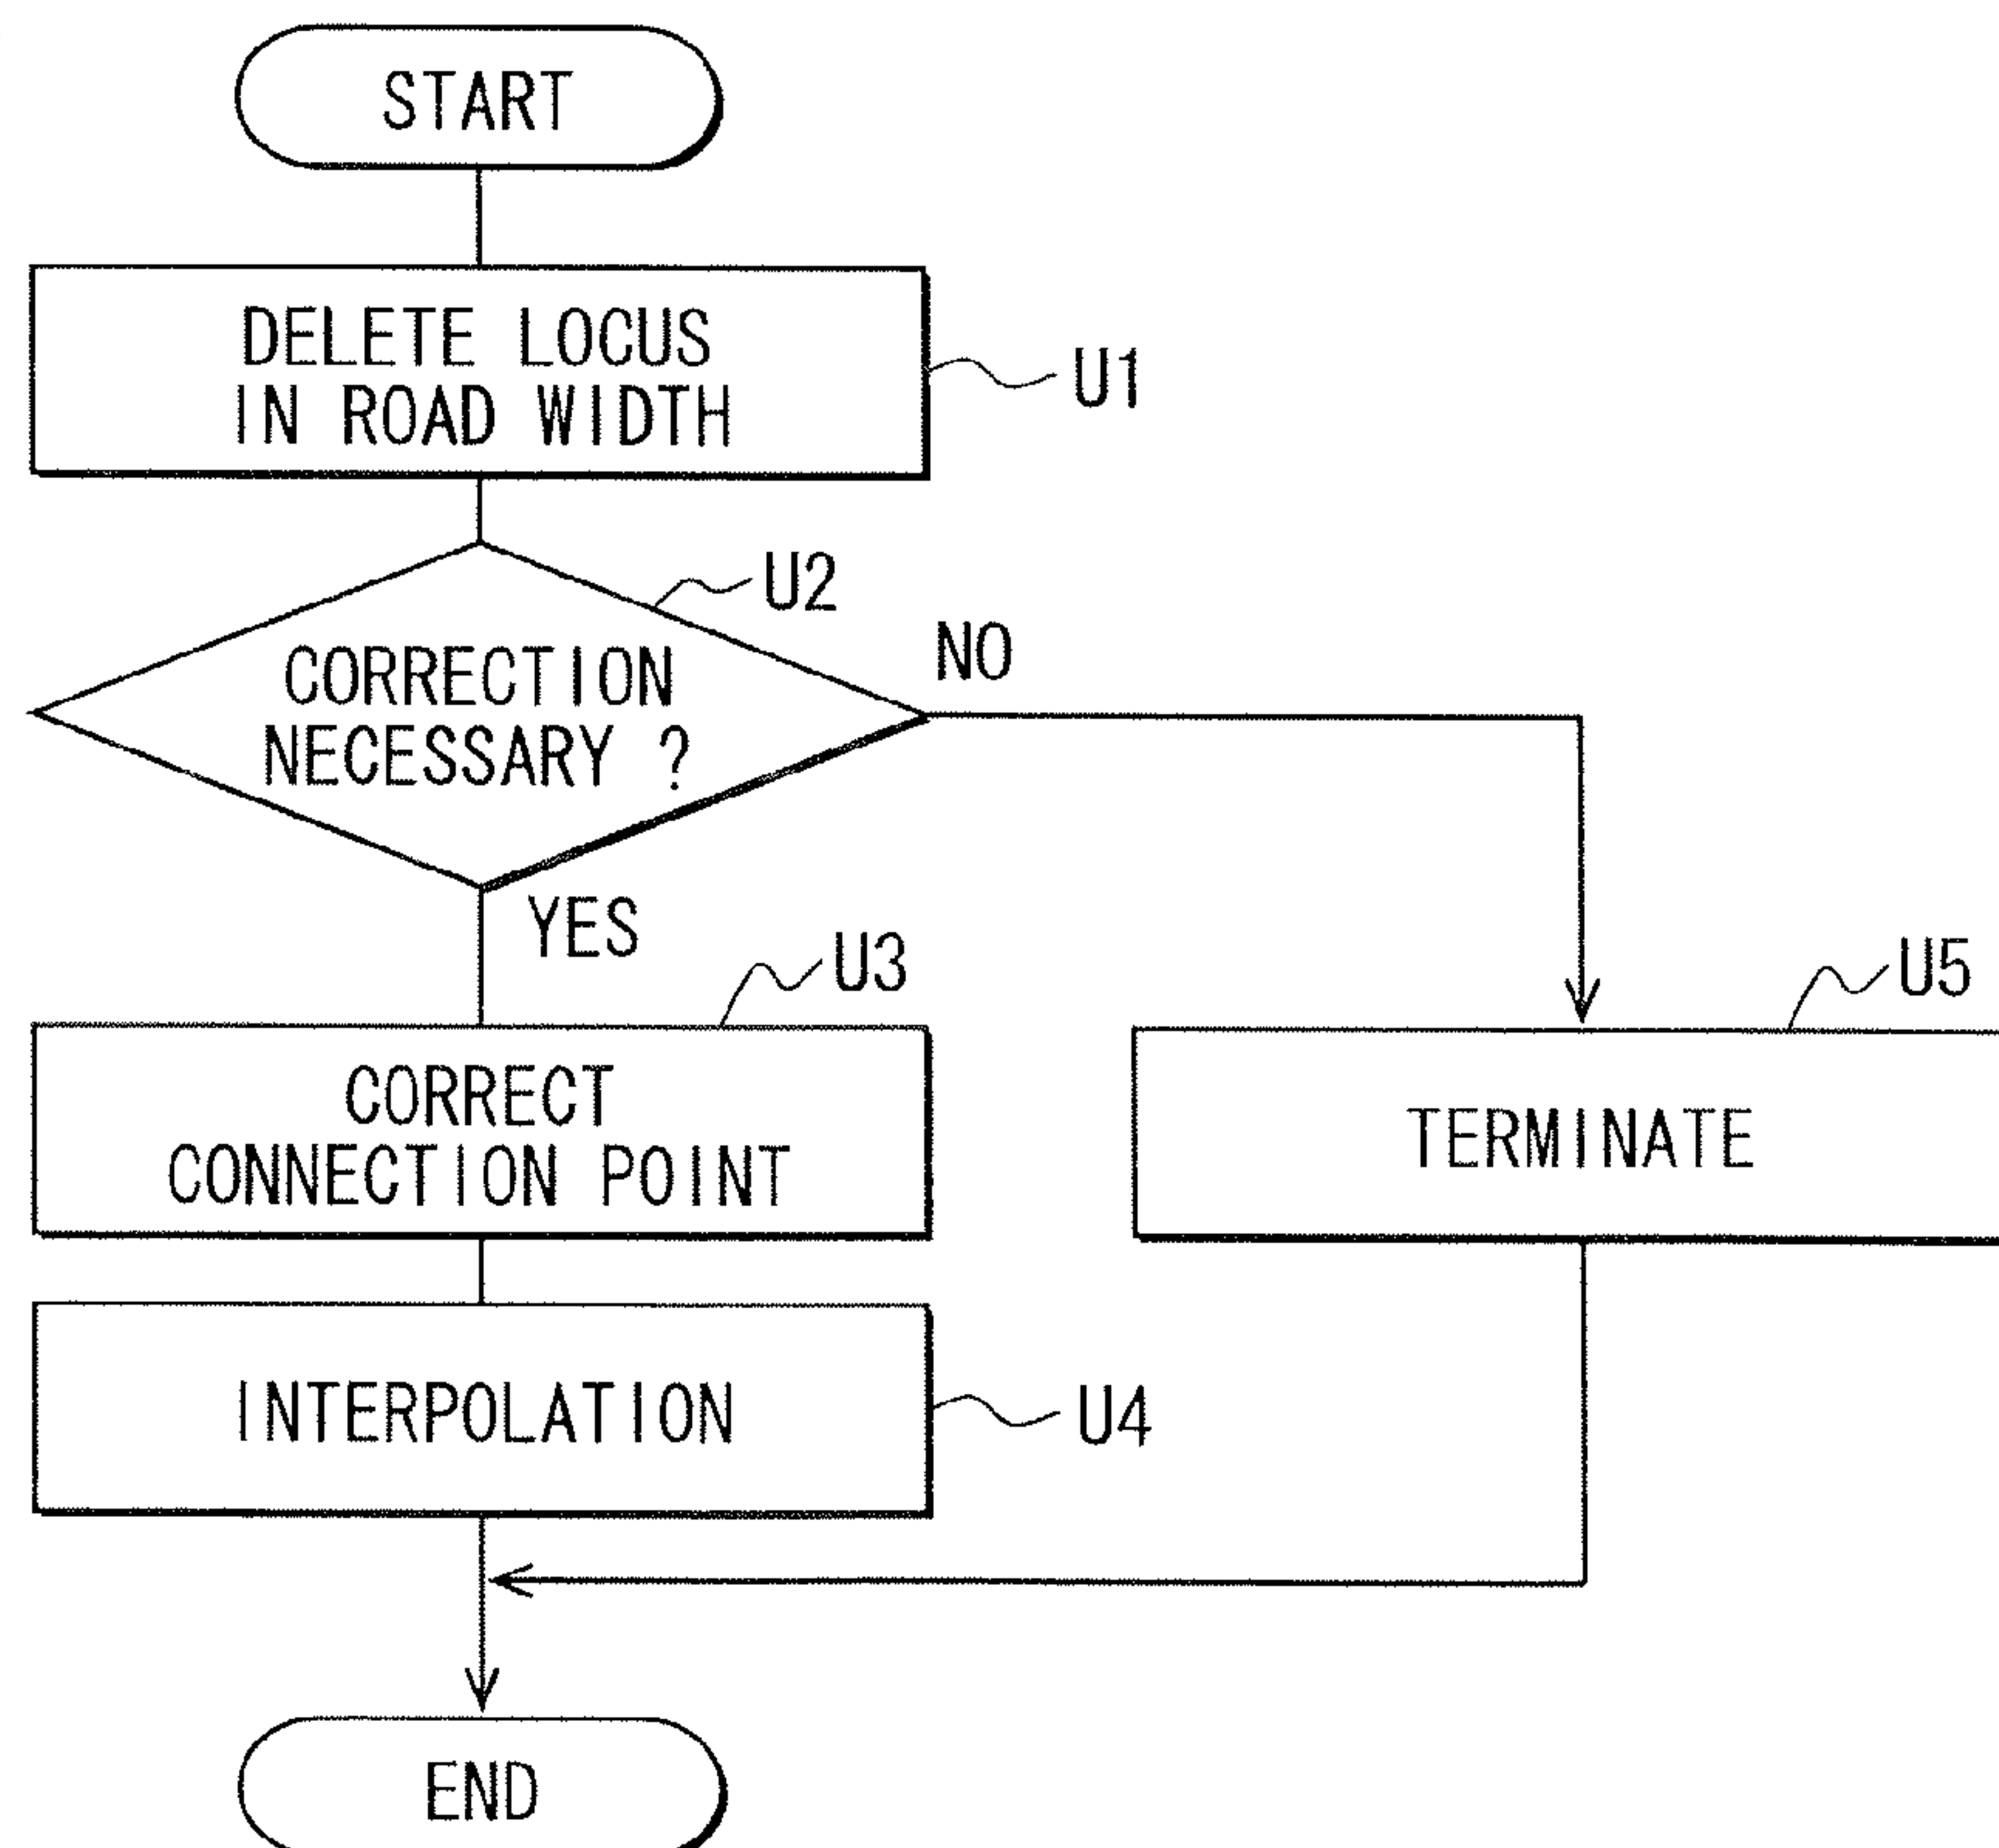 START
DELETE LOCUS
IN ROAD WIDTH
U1
U2
CORRECTION
NECESSARY ?
NO
YES
U3
CORRECT
CONNECTION POINT
U5
TERMINATE
INTERPOLATION
U4
END